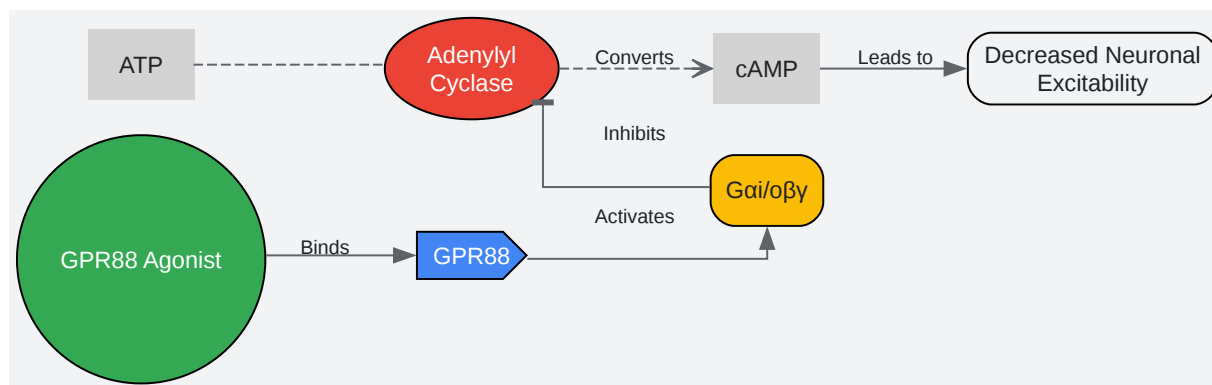 ATP
Adenylyl
Cyclase
Converts
cAMP
Leads to
Decreased Neuronal
Excitability
Inhibits
Gαi/oβγ
Activates
GPR88 Agonist
Binds
GPR88